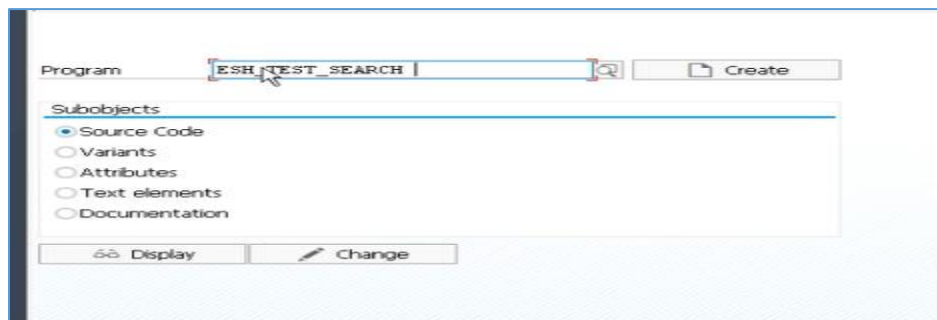 Program ESH_TEST_SEARCH Create
Subobjects
Source Code
Variants
Attributes
Text elements
Documentation
Display Change